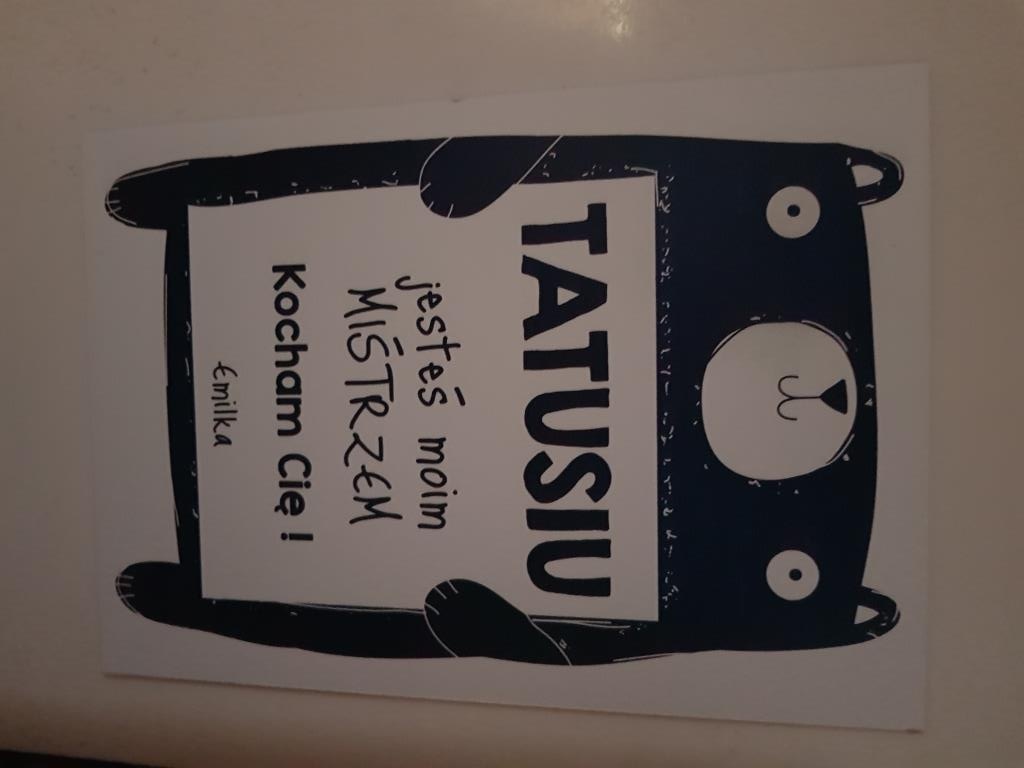 TATUSIU
jesteś moim
MIŚTRZEM
Kocham Cię !
Emilka